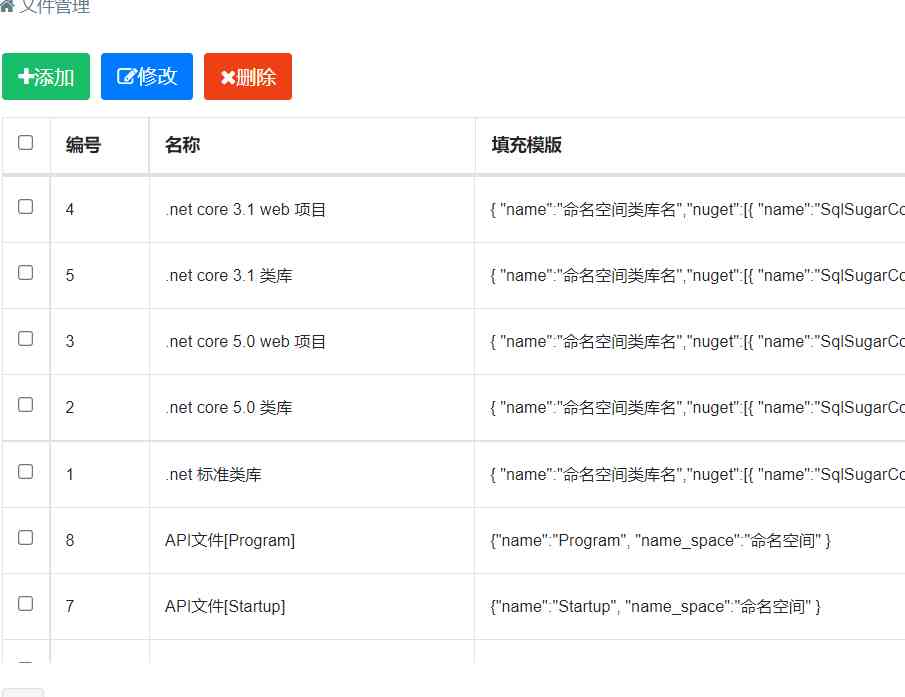 文件管理
添加 修改 删除
编号 名称 填充模版
4 .net core 3.1 web 项目 { "name":"命名空间类库名","nuget":[{ "name":"SqlSugarCo
5 .net core 3.1 类库 { "name":"命名空间类库名","nuget":[{ "name":"SqlSugarCo
3 .net core 5.0 web 项目 { "name":"命名空间类库名","nuget":[{ "name":"SqlSugarCo
2 .net core 5.0 类库 { "name":"命名空间类库名","nuget":[{ "name":"SqlSugarCo
1 .net 标准类库 { "name":"命名空间类库名","nuget":[{ "name":"SqlSugarCo
8 API文件[Program] {"name":"Program", "name_space":"命名空间" }
7 API文件[Startup] {"name":"Startup", "name_space":"命名空间" }